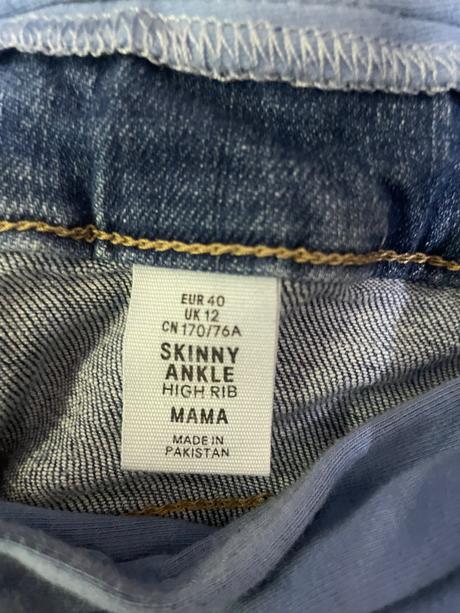 EUR 40
UK 12
CN 170/76A
SKINNY
ANKLE
HIGH RIB
MAMA
MADE IN
PAKISTAN